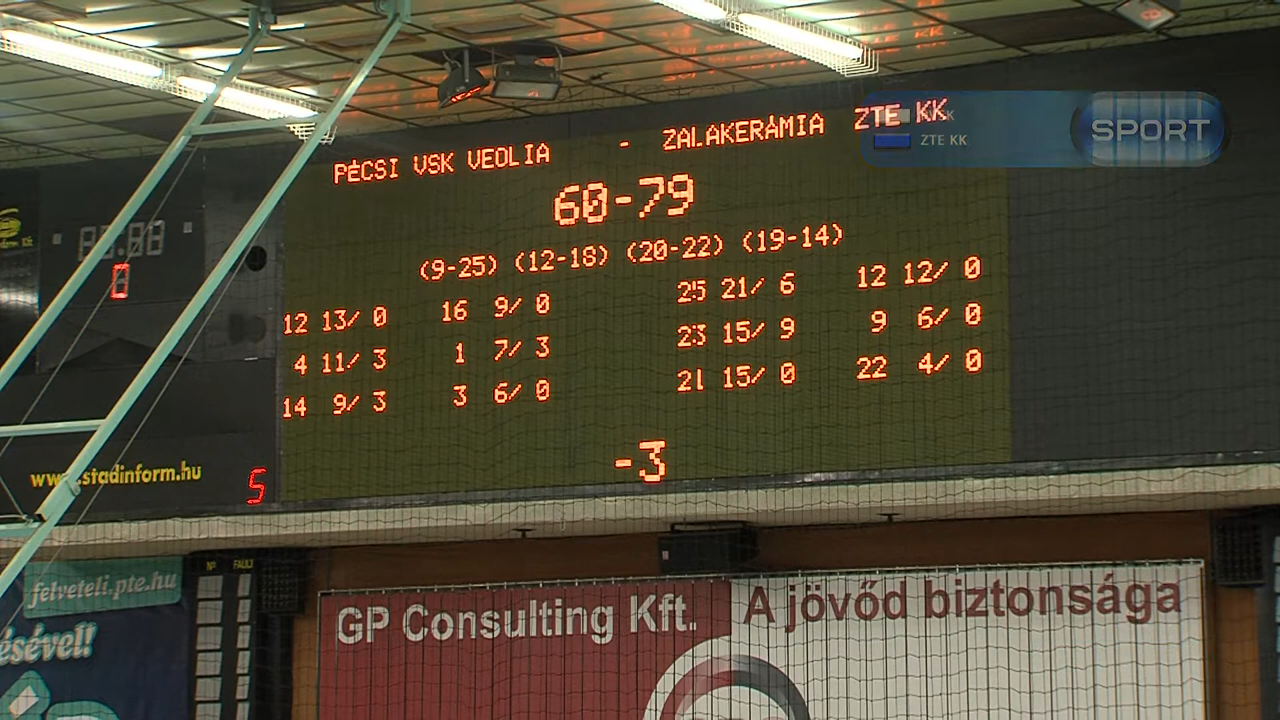 PÉCSI VSK VEOLIA - ZALAKERÁMIA ZTE KK
ZTE KK
SPORT
60-79
(9-25) (12-18) (20-22) (19-14)
12 13/ 0 16 9/ 0 25 21/ 6 12 12/ 0
4 11/ 3 1 7/ 3 23 15/ 9 9 6/ 0
14 9/ 3 3 6/ 0 21 15/ 0 22 4/ 0
-3
0
www.stadinform.hu
5
felveteli.pte.hu
ésével!
Nº FAULT
GP Consulting Kft.
A jövőd biztonsága